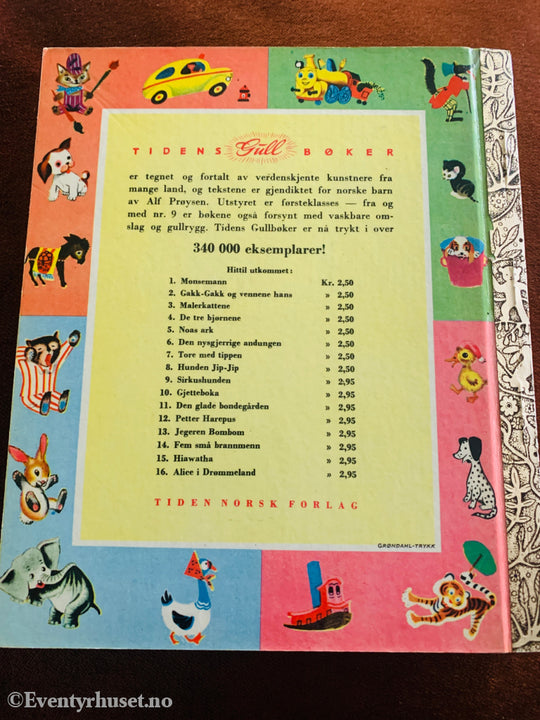 TIDENS Gull BØKER
er tegnet og fortalt av verdenskjente kunstnere fra
mange land, og tekstene er gjendiktet for norske barn
av Alf Prøysen. Utstyret er førsteklasses — fra og
med nr. 9 er bøkene også forsynt med vaskbare om-
slag og gullrygg. Tidens Gullbøker er nå trykt i over
340 000 eksemplarer!
Hittil utkommet:
1. Monsemann Kr. 2,50
2. Gakk-Gakk og vennene hans » 2,50
3. Malerkattene » 2,50
4. De tre bjørnene » 2,50
5. Noas ark » 2,50
6. Den nysgjerrige andungen » 2,50
7. Tore med tippen » 2,50
8. Hunden Jip-Jip » 2,50
9. Sirkushunden » 2,95
10. Gjetteboka » 2,95
11. Den glade bondegården » 2,95
12. Petter Harepus » 2,95
13. Jegeren Bombom » 2,95
14. Fem små brannmenn » 2,95
15. Hiawatha » 2,95
16. Alice i Drømmeland » 2,95
TIDEN NORSK FORLAG
GRØNDAHL-TRYKK
©Eventyrhuset.no